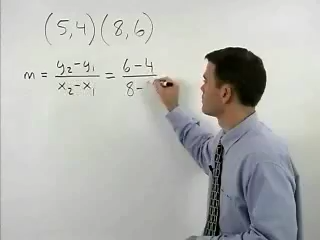 (5,4) (8,6)
m = y₂-y₁/x₂-x₁ = 6-4/8-